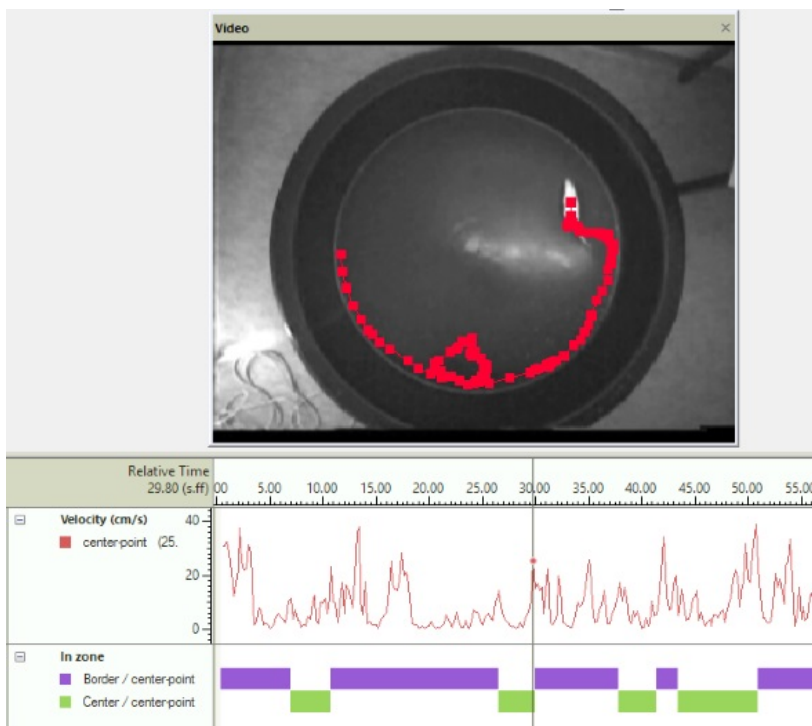 Video
Relative Time
29.80 (s.ff)
00 5.00 10.00 15.00 20.00 25.00 30.00 35.00 40.00 45.00 50.00 55.00
Velocity (cm/s)
center-point (25.
40
20
0
In zone
Border / center-point
Center / center-point